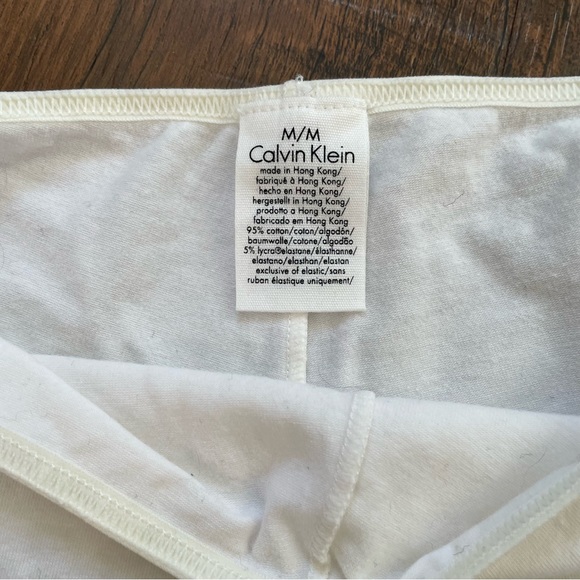 M/M
Calvin Klein
made in Hong Kong/
fabriqué à Hong Kong/
hecho en Hong Kong/
hergestellt in Hong Kong/
prodotto a Hong Kong/
fabricado em Hong Kong
95% cotton/coton/algodón/
baumwolle/cotone/algodão
5% lycra®elastane/élasthanne/
elastano/elasthan/elastan
exclusive of elastic/sans
ruban élastique uniquement/